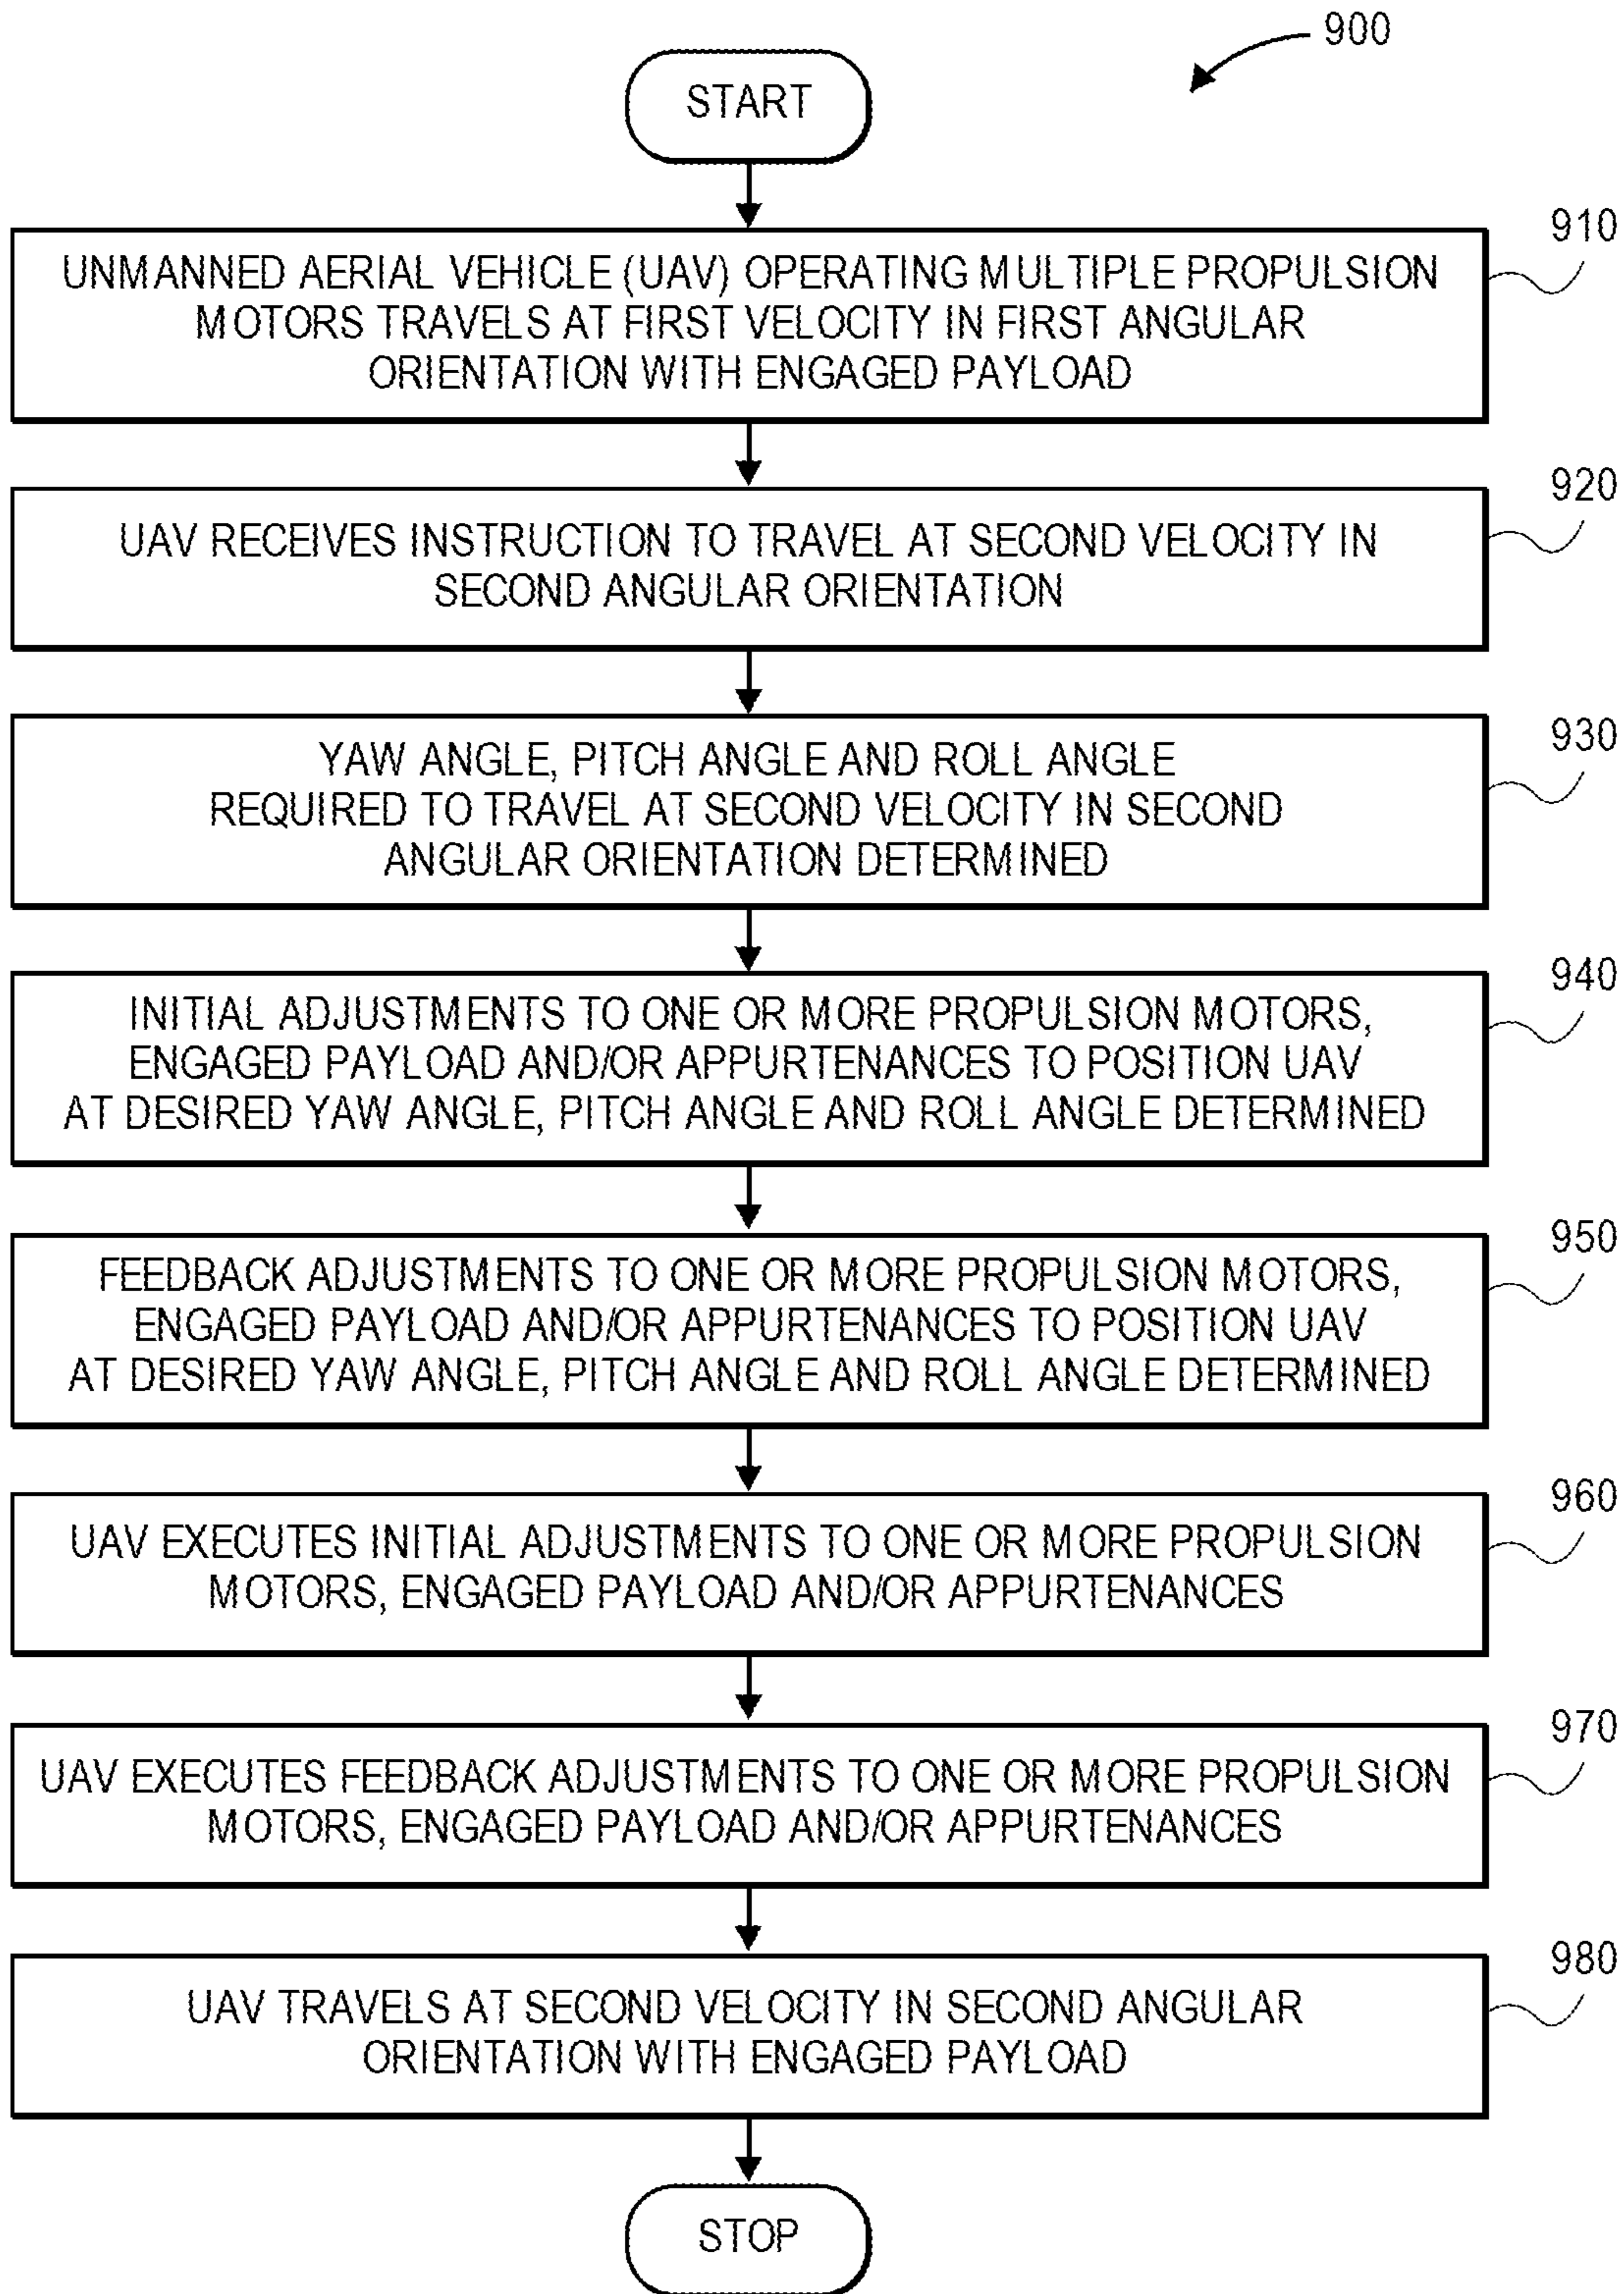 900
START
910
UNMANNED AERIAL VEHICLE (UAV) OPERATING MULTIPLE PROPULSION
MOTORS TRAVELS AT FIRST VELOCITY IN FIRST ANGULAR
ORIENTATION WITH ENGAGED PAYLOAD
920
UAV RECEIVES INSTRUCTION TO TRAVEL AT SECOND VELOCITY IN
SECOND ANGULAR ORIENTATION
930
YAW ANGLE, PITCH ANGLE AND ROLL ANGLE
REQUIRED TO TRAVEL AT SECOND VELOCITY IN SECOND
ANGULAR ORIENTATION DETERMINED
940
INITIAL ADJUSTMENTS TO ONE OR MORE PROPULSION MOTORS,
ENGAGED PAYLOAD AND/OR APPURTENANCES TO POSITION UAV
AT DESIRED YAW ANGLE, PITCH ANGLE AND ROLL ANGLE DETERMINED
950
FEEDBACK ADJUSTMENTS TO ONE OR MORE PROPULSION MOTORS,
ENGAGED PAYLOAD AND/OR APPURTENANCES TO POSITION UAV
AT DESIRED YAW ANGLE, PITCH ANGLE AND ROLL ANGLE DETERMINED
960
UAV EXECUTES INITIAL ADJUSTMENTS TO ONE OR MORE PROPULSION
MOTORS, ENGAGED PAYLOAD AND/OR APPURTENANCES
970
UAV EXECUTES FEEDBACK ADJUSTMENTS TO ONE OR MORE PROPULSION
MOTORS, ENGAGED PAYLOAD AND/OR APPURTENANCES
980
UAV TRAVELS AT SECOND VELOCITY IN SECOND ANGULAR
ORIENTATION WITH ENGAGED PAYLOAD
STOP